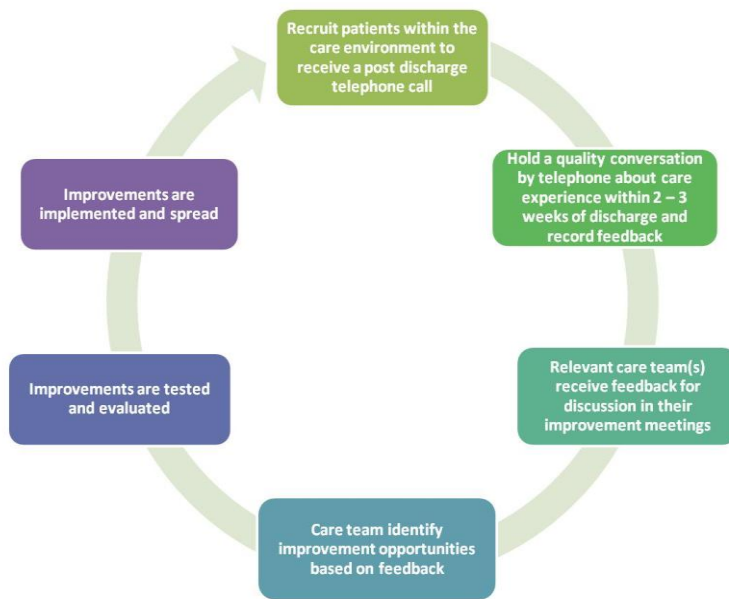 Recruit patients within the
care environment to
receive a post discharge
telephone call
Hold a quality conversation
by telephone about care
experience within 2 – 3
weeks of discharge and
record feedback
Relevant care team(s)
receive feedback for
discussion in their
improvement meetings
Care team identify
improvement opportunities
based on feedback
Improvements are tested
and evaluated
Improvements are
implemented and spread